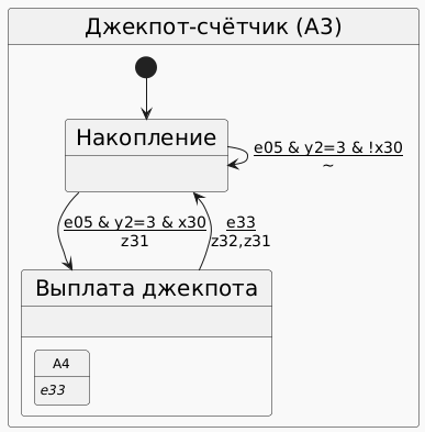 Джекпот-счётчик (A3)
Накопление
e05 & y2=3 & !x30
~
e05 & y2=3 & x30
z31
e33
z32,z31
Выплата джекпота
A4
e33